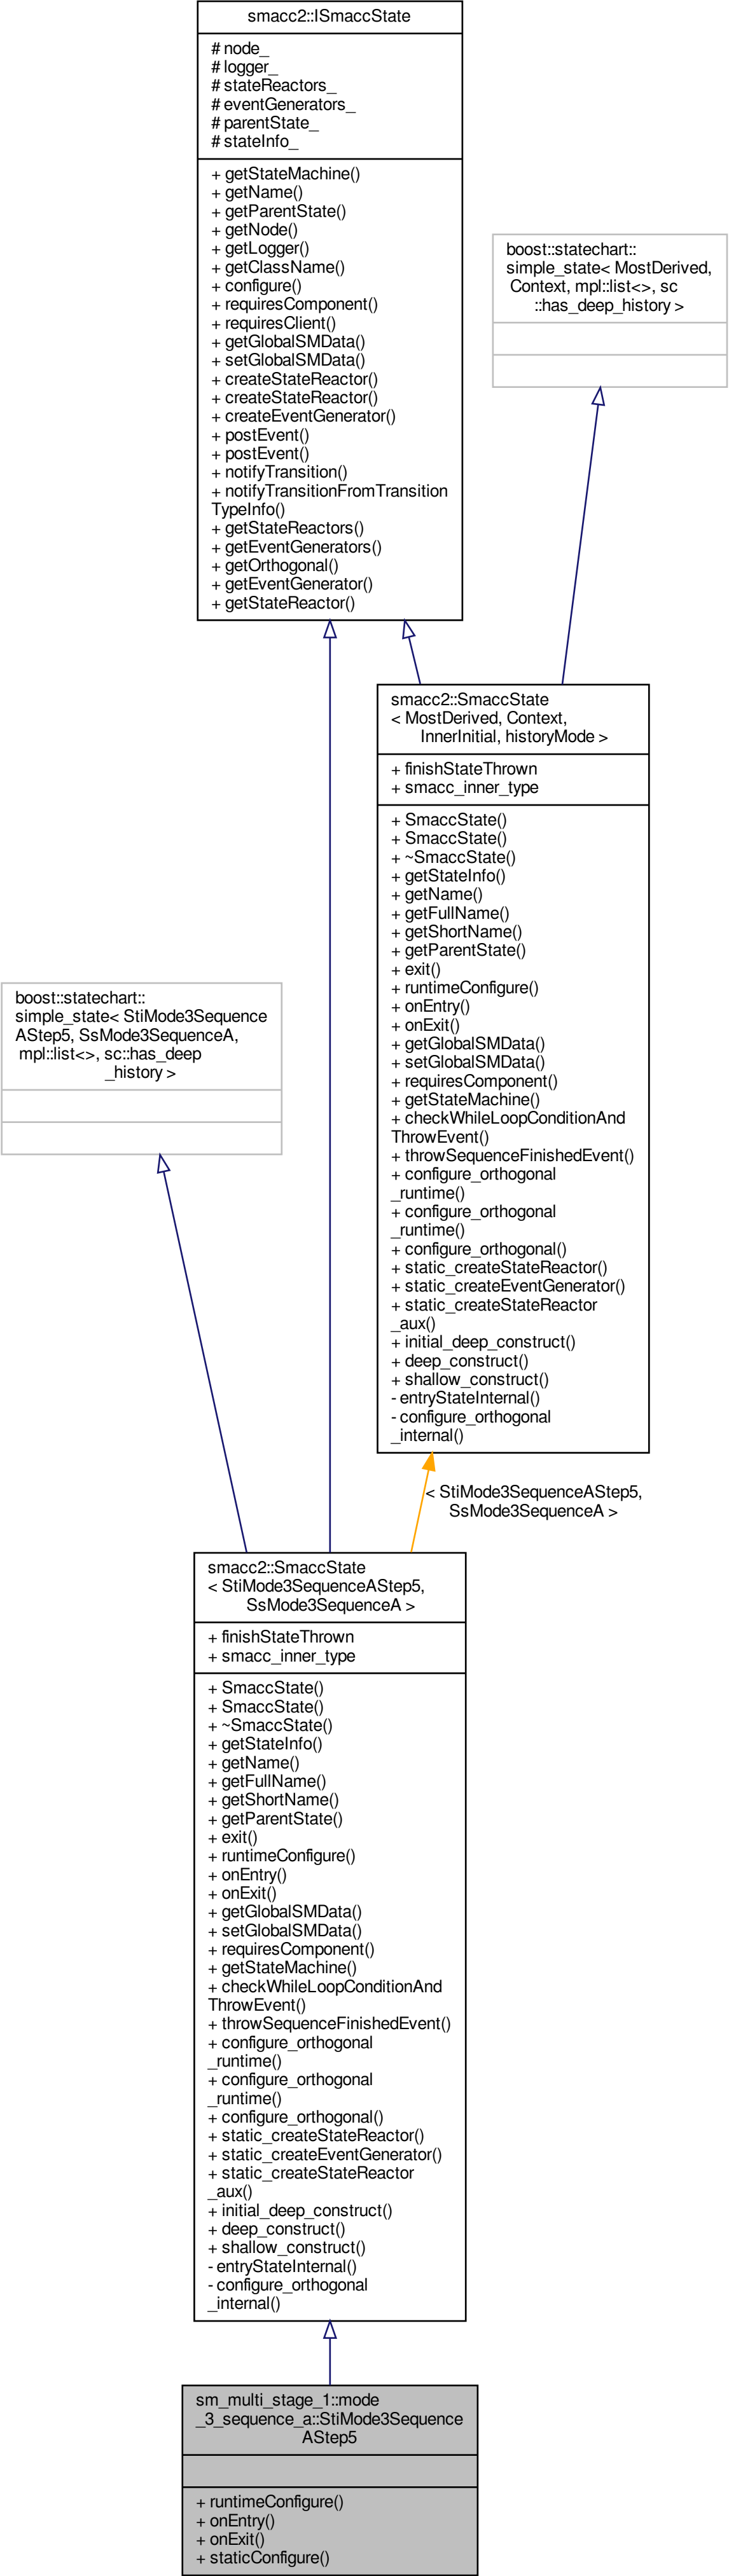 smacc2::ISmaccState
# node_
# logger_
# stateReactors_
# eventGenerators_
# parentState_
# stateInfo_
+ getStateMachine()
+ getName()
+ getParentState()
+ getNode()
+ getLogger()
+ getClassName()
+ configure()
+ requiresComponent()
+ requiresClient()
+ getGlobalSMData()
+ setGlobalSMData()
+ createStateReactor()
+ createStateReactor()
+ createEventGenerator()
+ postEvent()
+ postEvent()
+ notifyTransition()
+ notifyTransitionFromTransition
TypeInfo()
+ getStateReactors()
+ getEventGenerators()
+ getOrthogonal()
+ getEventGenerator()
+ getStateReactor()
boost::statechart::
simple_state< MostDerived,
Context, mpl::list<>, sc
::has_deep_history >
smacc2::SmaccState
< MostDerived, Context,
InnerInitial, historyMode >
+ finishStateThrown
+ smacc_inner_type
+ SmaccState()
+ SmaccState()
+ ~SmaccState()
+ getStateInfo()
+ getName()
+ getFullName()
+ getShortName()
+ getParentState()
+ exit()
+ runtimeConfigure()
+ onEntry()
+ onExit()
+ getGlobalSMData()
+ setGlobalSMData()
+ requiresComponent()
+ getStateMachine()
+ checkWhileLoopConditionAnd
ThrowEvent()
+ throwSequenceFinishedEvent()
+ configure_orthogonal
_runtime()
+ configure_orthogonal
_runtime()
+ configure_orthogonal()
+ static_createStateReactor()
+ static_createEventGenerator()
+ static_createStateReactor
_aux()
+ initial_deep_construct()
+ deep_construct()
+ shallow_construct()
- entryStateInternal()
- configure_orthogonal
_internal()
boost::statechart::
simple_state< StiMode3Sequence
AStep5, SsMode3SequenceA,
mpl::list<>, sc::has_deep
_history >
< StiMode3SequenceAStep5,
SsMode3SequenceA >
smacc2::SmaccState
< StiMode3SequenceAStep5,
SsMode3SequenceA >
+ finishStateThrown
+ smacc_inner_type
+ SmaccState()
+ SmaccState()
+ ~SmaccState()
+ getStateInfo()
+ getName()
+ getFullName()
+ getShortName()
+ getParentState()
+ exit()
+ runtimeConfigure()
+ onEntry()
+ onExit()
+ getGlobalSMData()
+ setGlobalSMData()
+ requiresComponent()
+ getStateMachine()
+ checkWhileLoopConditionAnd
ThrowEvent()
+ throwSequenceFinishedEvent()
+ configure_orthogonal
_runtime()
+ configure_orthogonal
_runtime()
+ configure_orthogonal()
+ static_createStateReactor()
+ static_createEventGenerator()
+ static_createStateReactor
_aux()
+ initial_deep_construct()
+ deep_construct()
+ shallow_construct()
- entryStateInternal()
- configure_orthogonal
_internal()
sm_multi_stage_1::mode
_3_sequence_a::StiMode3Sequence
AStep5
+ runtimeConfigure()
+ onEntry()
+ onExit()
+ staticConfigure()